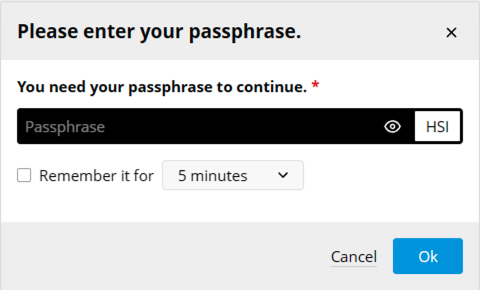 Please enter your passphrase.
You need your passphrase to continue. *
Passphrase HSI
Remember it for 5 minutes
Cancel Ok